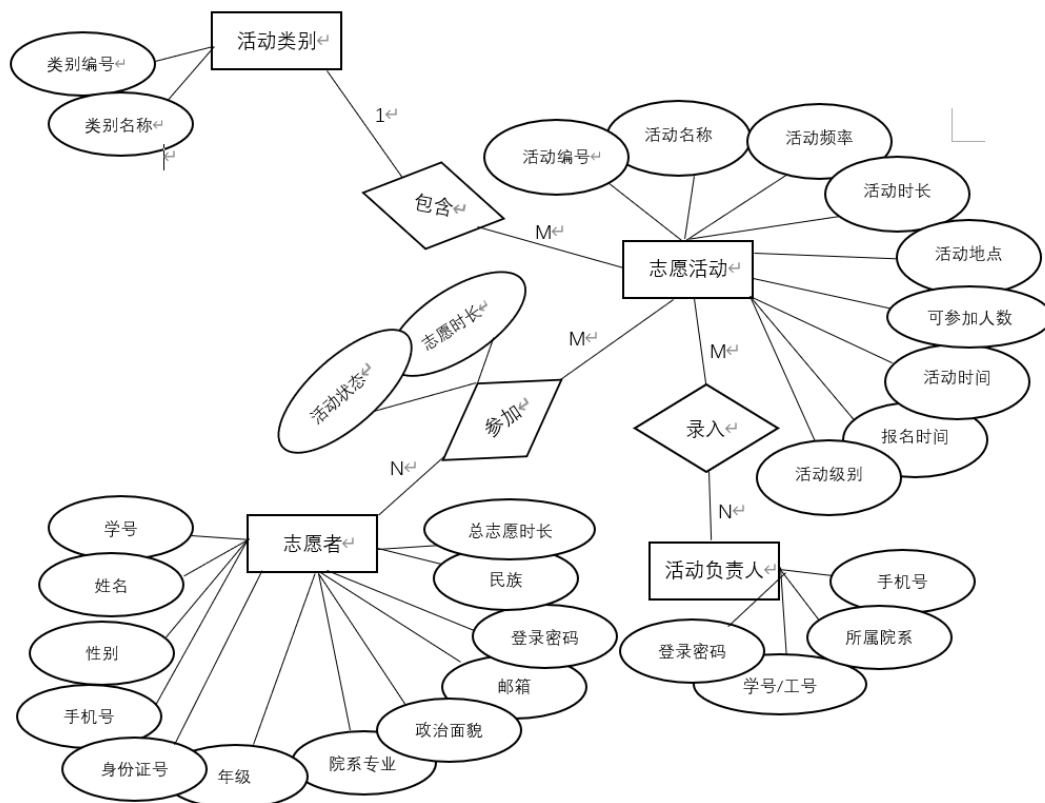 活动类别↵
类别编号↵
类别名称↵
↵
1↵
包含↵
M↵
活动编号↵
活动名称
活动频率
活动时长
活动地点
可参加人数
活动时间
报名时间
活动级别
志愿活动↵
志愿时长↵
活动状态↵
M↵
参加↵
N↵
M↵
录入↵
N↵
志愿者↵
学号
姓名
性别
手机号
身份证号
年级
院系专业
政治面貌
邮箱
登录密码
民族
总志愿时长
活动负责人↵
手机号
所属院系
学号/工号
登录密码